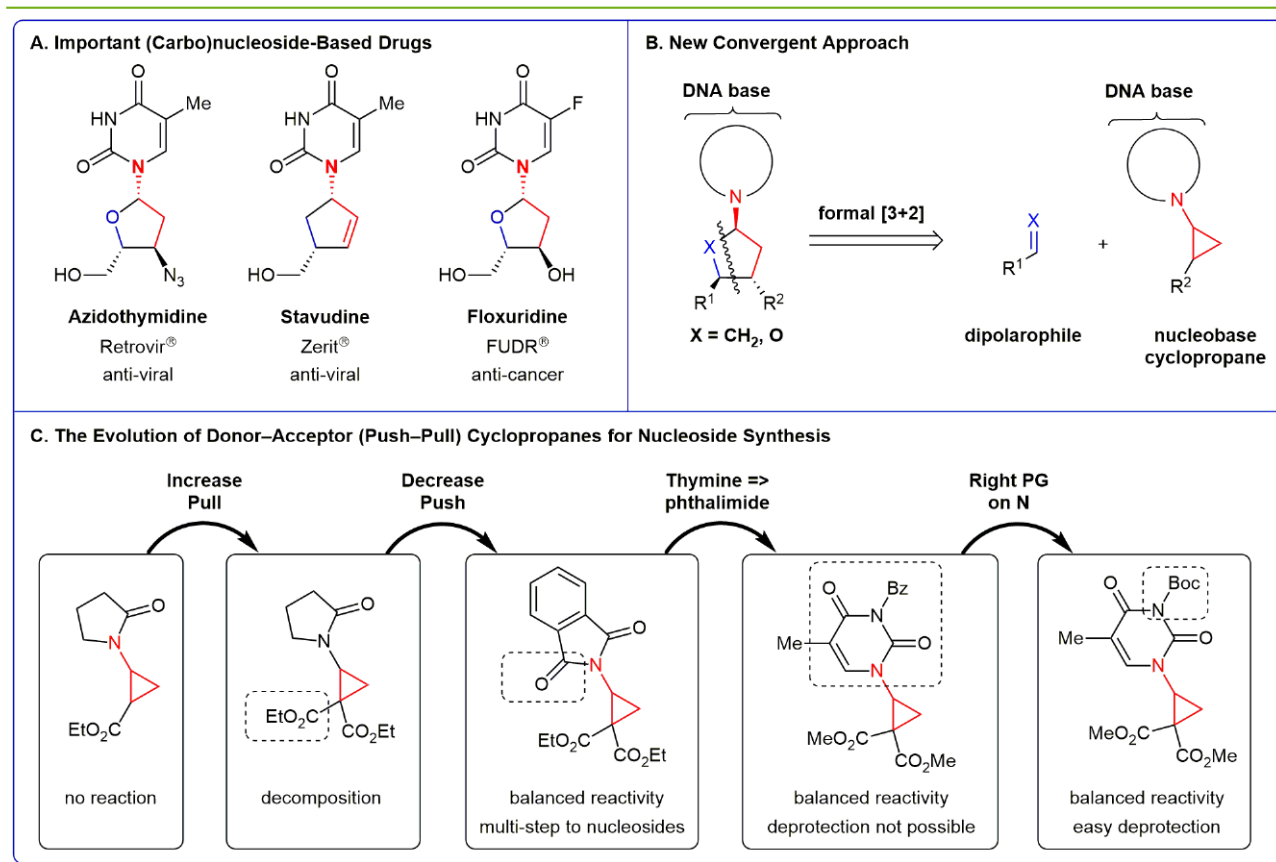 A. Important (Carbo)nucleoside-Based Drugs
O
Me
HN
O
N
O
HO
N3
Azidothymidine
Retrovir®
anti-viral
O
Me
HN
O
N
HO
Stavudine
Zerit®
anti-viral
O
F
HN
O
N
O
HO
OH
Floxuridine
FUDR®
anti-cancer
B. New Convergent Approach
DNA base
N
X
R1
R2
X = CH2, O
formal [3+2]
X
R1
dipolarophile
+
DNA base
N
R2
nucleobase
cyclopropane
C. The Evolution of Donor–Acceptor (Push–Pull) Cyclopropanes for Nucleoside Synthesis
Increase
Pull
Decrease
Push
Thymine =>
phthalimide
Right PG
on N
O
N
EtO2C
no reaction
O
N
EtO2C
CO2Et
decomposition
O
O
N
EtO2C
CO2Et
balanced reactivity
multi-step to nucleosides
O
Bz
N
O
Me
N
MeO2C
CO2Me
balanced reactivity
deprotection not possible
Boc
O
N
O
Me
N
MeO2C
CO2Me
balanced reactivity
easy deprotection